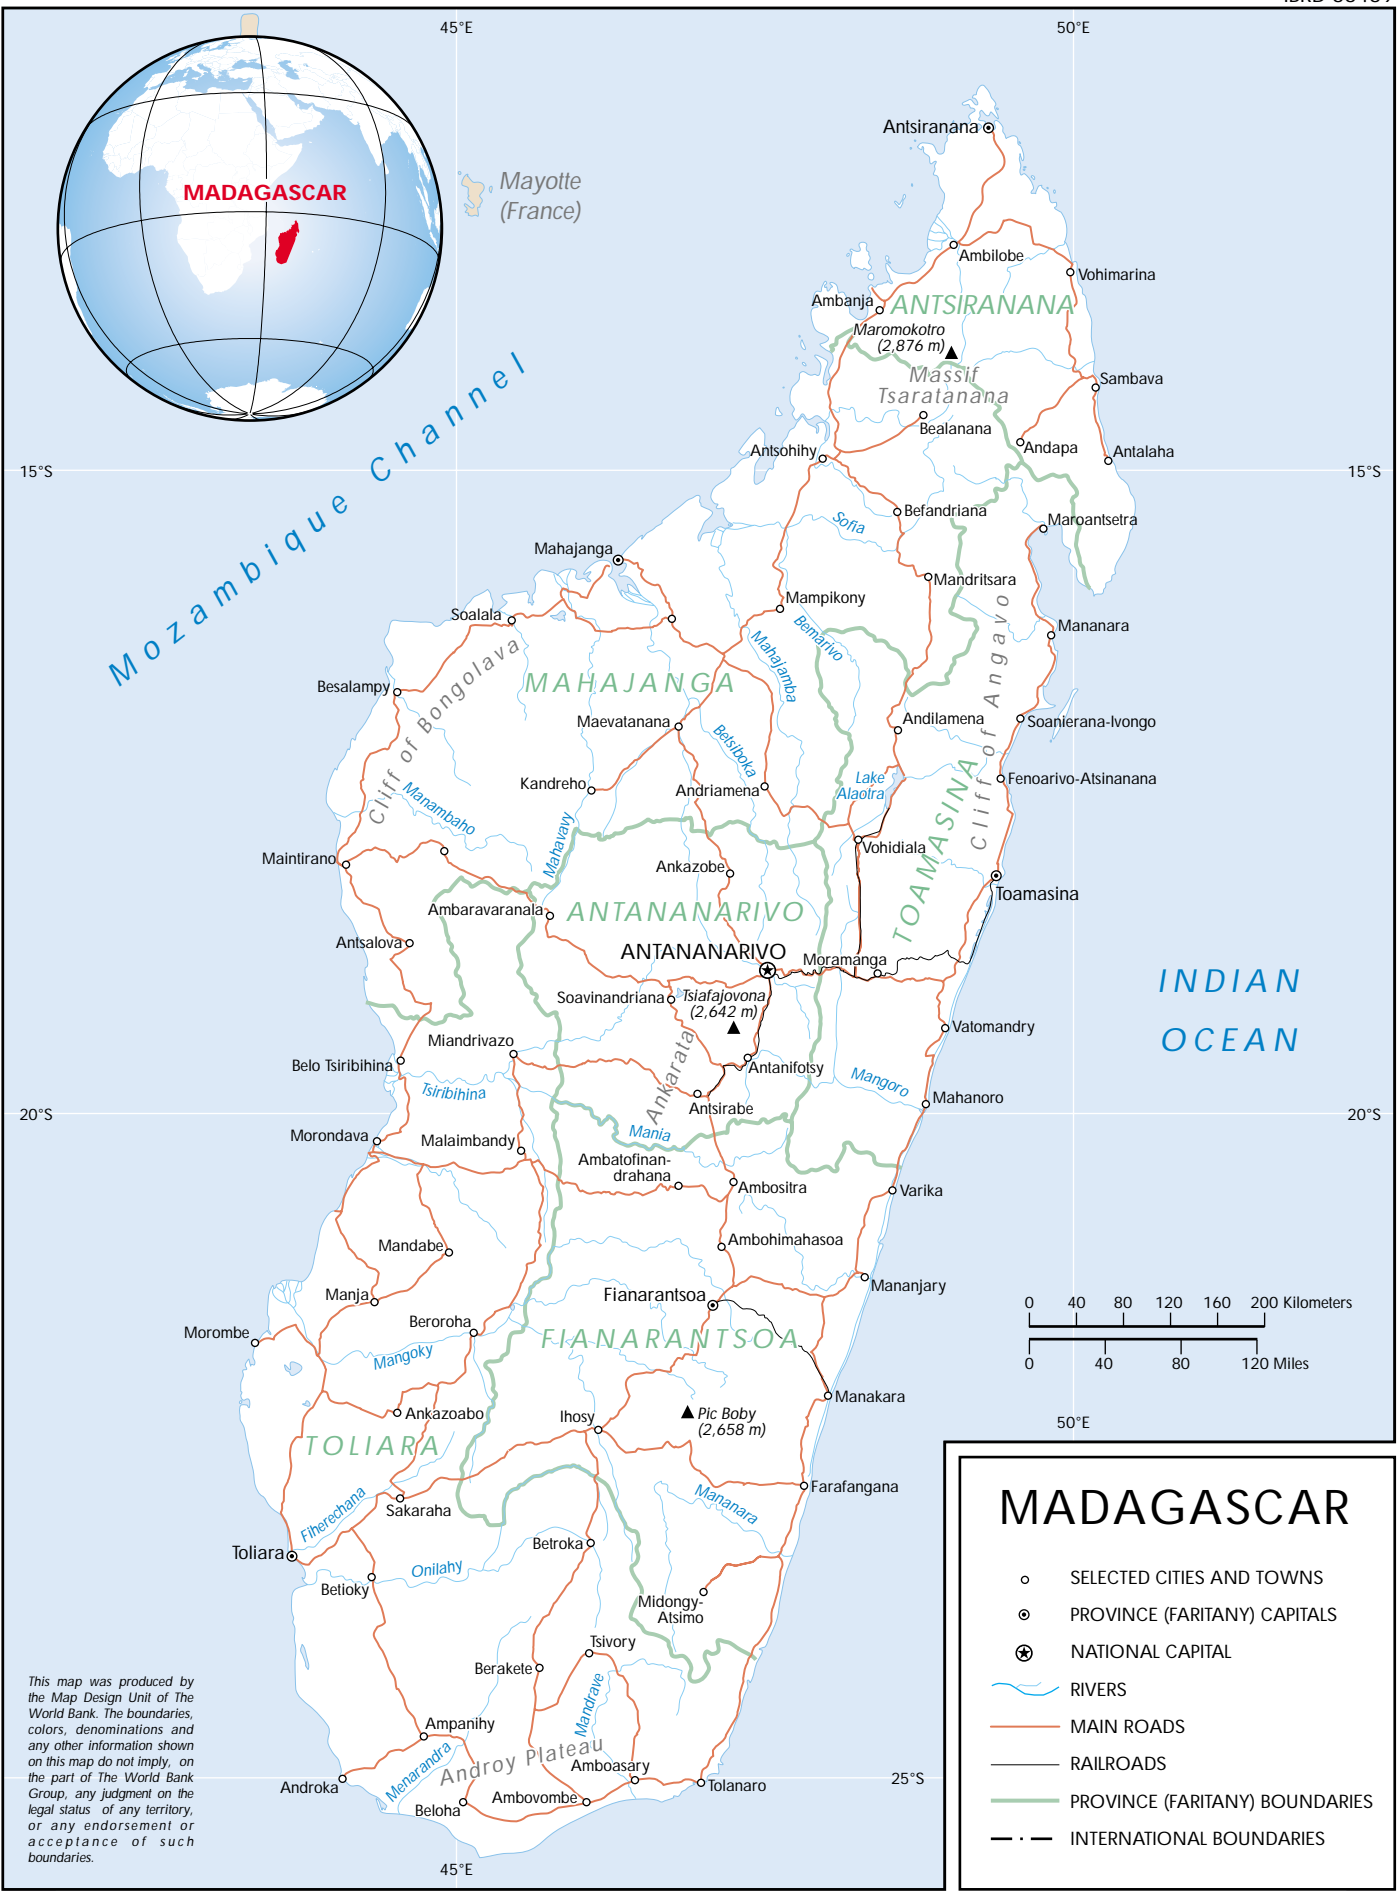 45°E
50°E
MADAGASCAR
Mayotte
(France)
Antsiranana
Ambilobe
Vohimarina
Ambanja
ANTSIRANANA
Maromokotro
(2,876 m)
Massif
Tsaratanana
Sambava
Bealanana
Andapa
Antsohihy
Antalaha
Mozambique Channel
15°S
15°S
Befandriana
Sofia
Maroantsetra
Mahajanga
Mandritsara
Mampikony
Soalala
Bemarivo
Mananara
Mahajamba
Cliff of Angavo
Besalampy
Cliff of Bongolava
MAHAJANGA
Maevatanana
Betsiboka
Andilamena
Soanierana-Ivongo
Kandreho
Andriamena
Lake
Alaotra
Fenoarivo-Atsinanana
Manambaho
Mahavavy
Maintirano
Vohidiala
Ankazobe
TOAMASINA
Toamasina
Ambaravaranala
ANTANANARIVO
Antsalova
ANTANANARIVO
Moramanga
INDIAN
OCEAN
Soavinandriana
Tsiafajovona
(2,642 m)
Vatomandry
Miandrivazo
Belo Tsiribihina
Ankarata
Antanifotsy
Tsiribihina
Mangoro
Mahanoro
Antsirabe
20°S
20°S
Morondava
Malaimbandy
Mania
Ambatofinan-
drahana
Ambositra
Varika
Mandabe
Ambohimahasoa
Manja
Mananjary
Fianarantsoa
Beroroha
Morombe
FIANARANTSOA
Mangoky
0 40 80 120 160 200 Kilometers
0 40 80 120 Miles
Manakara
Ankazoabo
Ihosy
Pic Boby
(2,658 m)
50°E
TOLIARA
Fiherechana
Sakaraha
Mananara
Farafangana
Toliara
Betroka
Onilahy
Betioky
Midongy-
Atsimo
Tsivory
Berakete
Mandrave
Ampanihy
Menarandra
Androy Plateau
Androka
Amboasary
Beloha
Ambovombe
Tolanaro
25°S
45°E
This map was produced by
the Map Design Unit of The
World Bank. The boundaries,
colors, denominations and
any other information shown
on this map do not imply, on
the part of The World Bank
Group, any judgment on the
legal status of any territory,
or any endorsement or
acceptance of such
boundaries.
MADAGASCAR
SELECTED CITIES AND TOWNS
PROVINCE (FARITANY) CAPITALS
NATIONAL CAPITAL
RIVERS
MAIN ROADS
RAILROADS
PROVINCE (FARITANY) BOUNDARIES
INTERNATIONAL BOUNDARIES